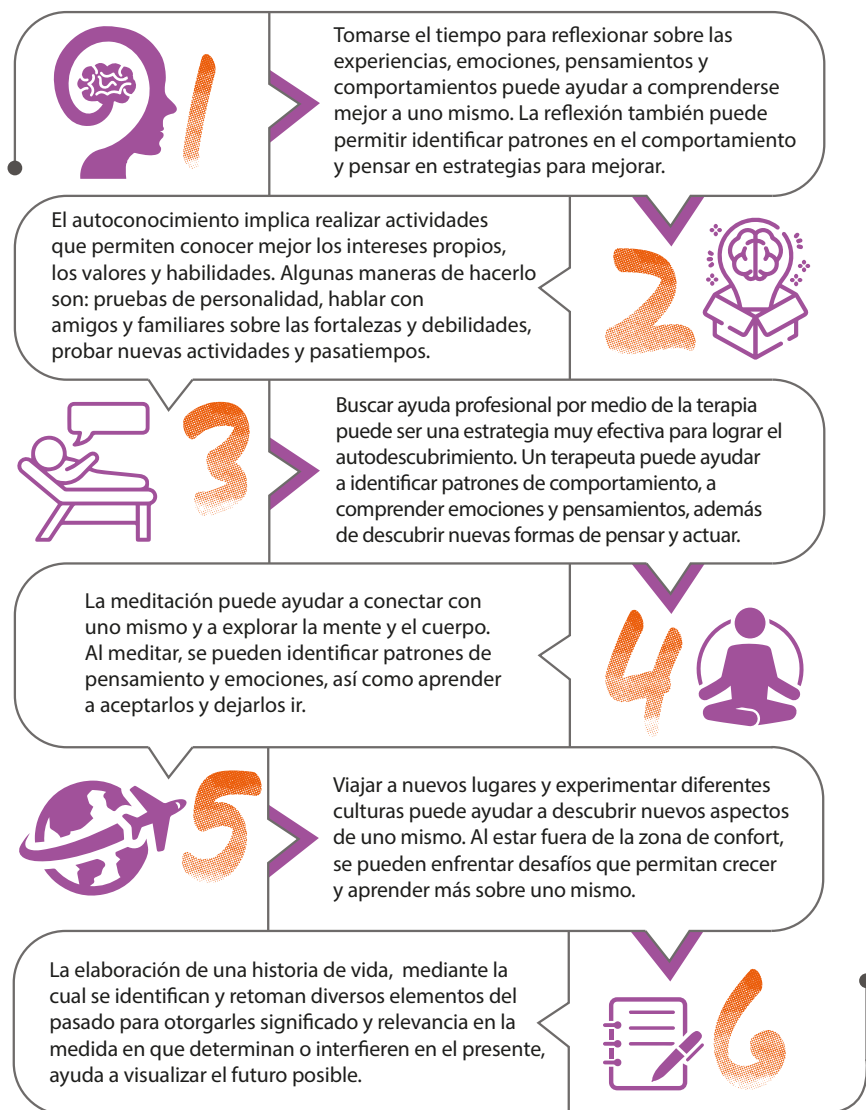 1
Tomarse el tiempo para reflexionar sobre las
experiencias, emociones, pensamientos y
comportamientos puede ayudar a comprenderse
mejor a uno mismo. La reflexión también puede
permitir identificar patrones en el comportamiento
y pensar en estrategias para mejorar.
2
El autoconocimiento implica realizar actividades
que permiten conocer mejor los intereses propios,
los valores y habilidades. Algunas maneras de hacerlo
son: pruebas de personalidad, hablar con
amigos y familiares sobre las fortalezas y debilidades,
probar nuevas actividades y pasatiempos.
3
Buscar ayuda profesional por medio de la terapia
puede ser una estrategia muy efectiva para lograr el
autodescubrimiento. Un terapeuta puede ayudar
a identificar patrones de comportamiento, a
comprender emociones y pensamientos, además
de descubrir nuevas formas de pensar y actuar.
4
La meditación puede ayudar a conectar con
uno mismo y a explorar la mente y el cuerpo.
Al meditar, se pueden identificar patrones de
pensamiento y emociones, así como aprender
a aceptarlos y dejarlos ir.
5
Viajar a nuevos lugares y experimentar diferentes
culturas puede ayudar a descubrir nuevos aspectos
de uno mismo. Al estar fuera de la zona de confort,
se pueden enfrentar desafíos que permitan crecer
y aprender más sobre uno mismo.
6
La elaboración de una historia de vida, mediante la
cual se identifican y retoman diversos elementos del
pasado para otorgarles significado y relevancia en la
medida en que determinan o interfieren en el presente,
ayuda a visualizar el futuro posible.